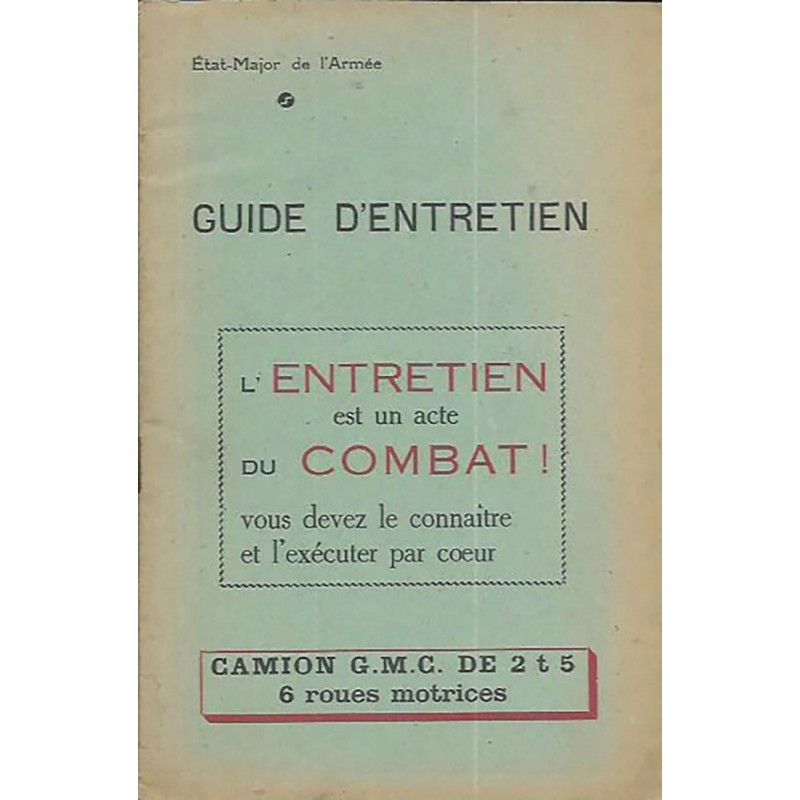 État-Major de l'Armée
GUIDE D'ENTRETIEN
L' ENTRETIEN
est un acte
DU COMBAT !
vous devez le connaître
et l'exécuter par coeur
CAMION G.M.C. DE 2 t 5
6 roues motrices